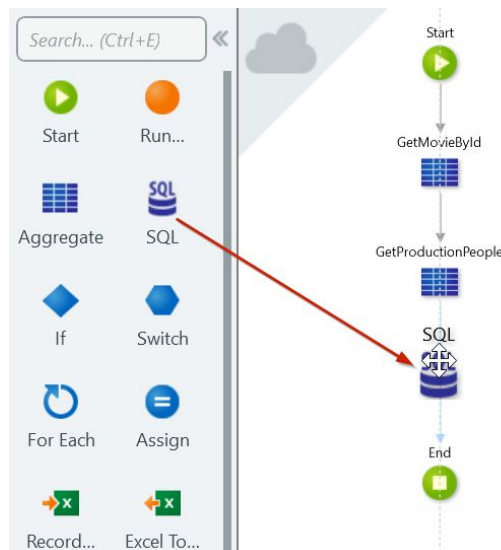 Search... (Ctrl+E)
Start
Run...
Aggregate
SQL
SQL
If
Switch
For Each
Assign
x
x
Record...
Excel To...
Start
GetMovieById
GetProductionPeople
SQL
End